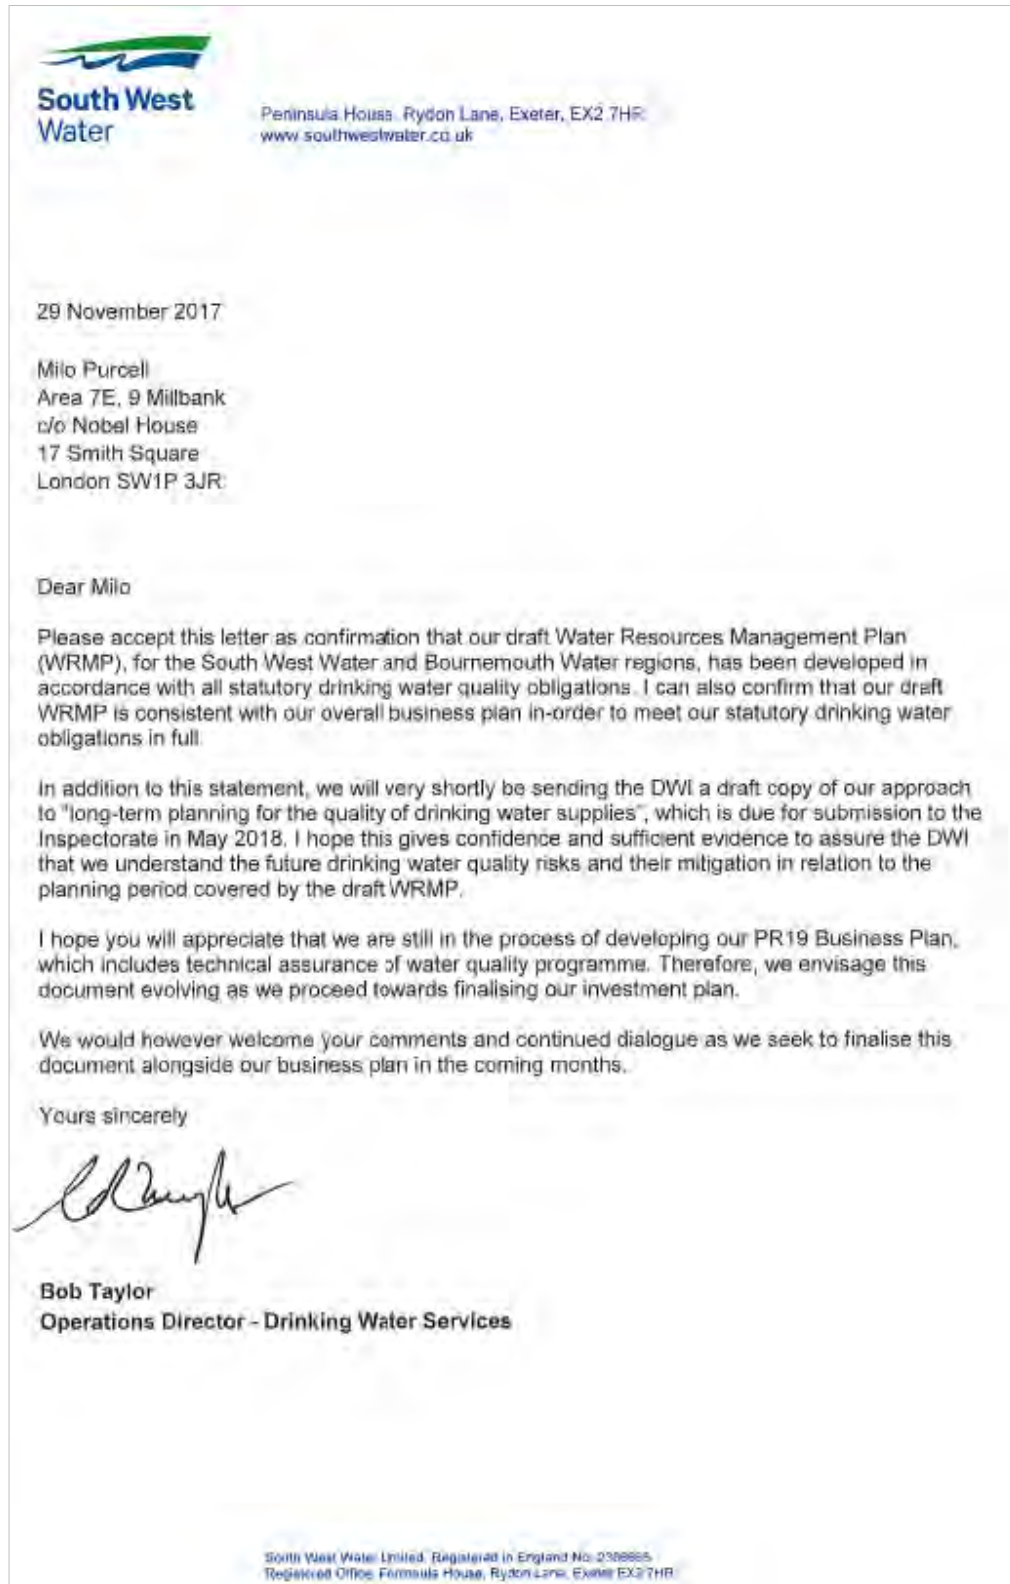 South West
Water
Peninsula House, Rydon Lane, Exeter, EX2 7HR
www.southwestwater.co.uk
29 November 2017
Milo Purcell
Area 7E, 9 Millbank
c/o Nobel House
17 Smith Square
London SW1P 3JR
Dear Milo
Please accept this letter as confirmation that our draft Water Resources Management Plan
(WRMP), for the South West Water and Bournemouth Water regions, has been developed in
accordance with all statutory drinking water quality obligations. I can also confirm that our draft
WRMP is consistent with our overall business plan in-order to meet our statutory drinking water
obligations in full.
In addition to this statement, we will very shortly be sending the DWI a draft copy of our approach
to "long-term planning for the quality of drinking water supplies", which is due for submission to the
Inspectorate in May 2018. I hope this gives confidence and sufficient evidence to assure the DWI
that we understand the future drinking water quality risks and their mitigation in relation to the
planning period covered by the draft WRMP.
I hope you will appreciate that we are still in the process of developing our PR19 Business Plan,
which includes technical assurance of water quality programme. Therefore, we envisage this
document evolving as we proceed towards finalising our investment plan.
We would however welcome your comments and continued dialogue as we seek to finalise this
document alongside our business plan in the coming months.
Yours sincerely
Bob Taylor
Operations Director - Drinking Water Services
South West Water Limited. Registered in England No.
Registered Office: Peninsula House, Rydon Lane, Exeter EX2 7HR